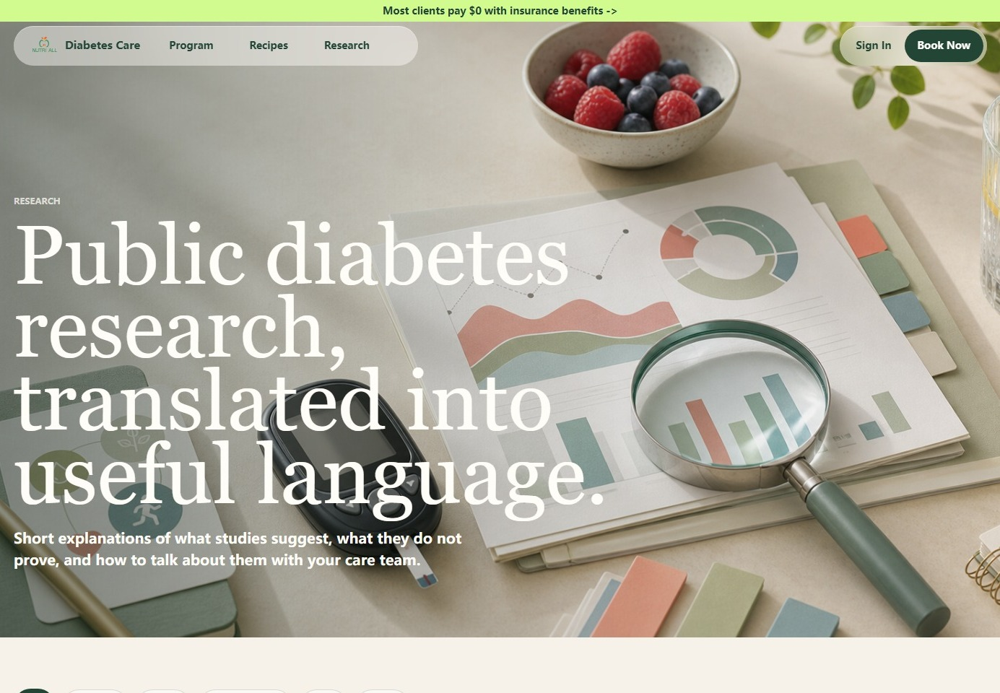 Most clients pay $0 with insurance benefits ->
NUTRI ALL
Diabetes Care
Program
Recipes
Research
Sign In
Book Now
RESEARCH
Public diabetes
research,
translated into
useful language.
Short explanations of what studies suggest, what they do not
prove, and how to talk about them with your care team.